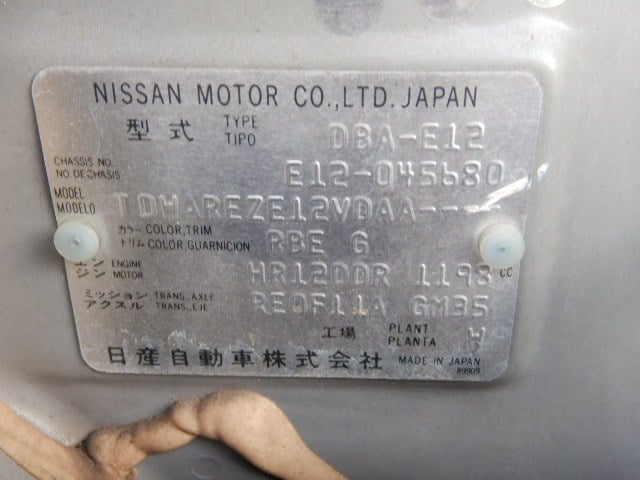 NISSAN MOTOR CO.,LTD. JAPAN
型式 TYPE TIPO DBA-E12
CHASSIS NO. NO. DE CHASIS E12-045680
MODEL MODELO TDWAREZE12VDAA----
カラー COLOR,TRIM
トリム COLOR,GUARNICION RBE G
エンジン ENGINE MOTOR HR12DDR 1198 CC
ミッション TRANS., AXLE
アクスル TRANS.,EJE RE0F11A GM35
工場 PLANT PLANTA W
日産自動車株式会社 MADE IN JAPAN
89909